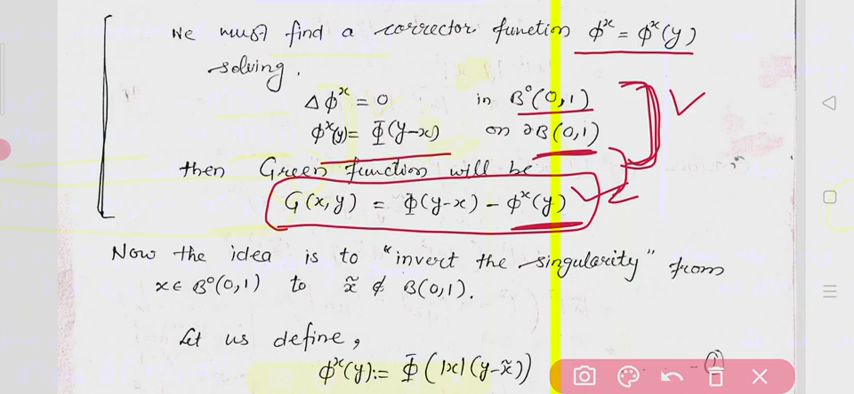 We must find a corrector function ϕˣ = ϕˣ(y)
solving.
Δϕˣ = 0 in B°(0,1)
ϕˣ(y) = Φ(y-x) on ∂B(0,1)
then Green function will be
G(x,y) = Φ(y-x) - ϕˣ(y)
Now the idea is to "invert the singularity" from
x ∈ B°(0,1) to x̃ ∉ B(0,1).
Let us define,
ϕˣ(y) := Φ(|x|(y-x̃)) - ①